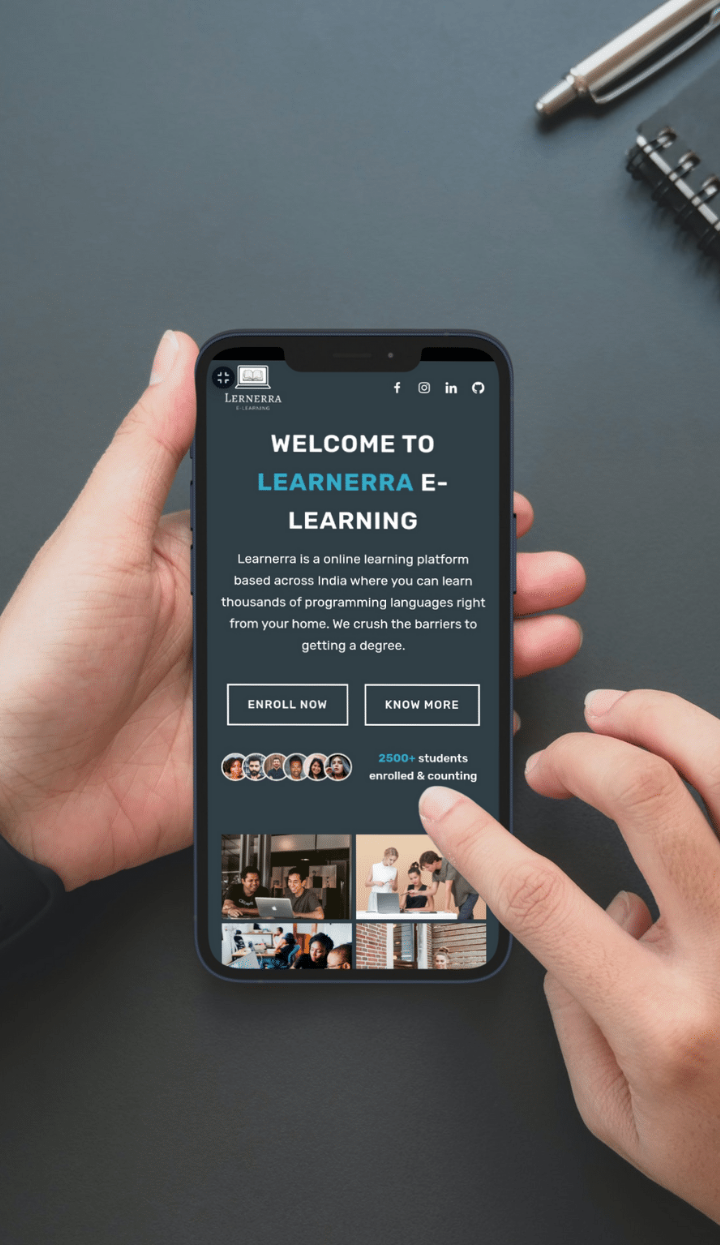 LERNERRA
E-LEARNING
WELCOME TO
LEARNERRA E-
LEARNING
Learnerra is a online learning platform
based across India where you can learn
thousands of programming languages right
from your home. We crush the barriers to
getting a degree.
ENROLL NOW KNOW MORE
2500+ students
enrolled & counting